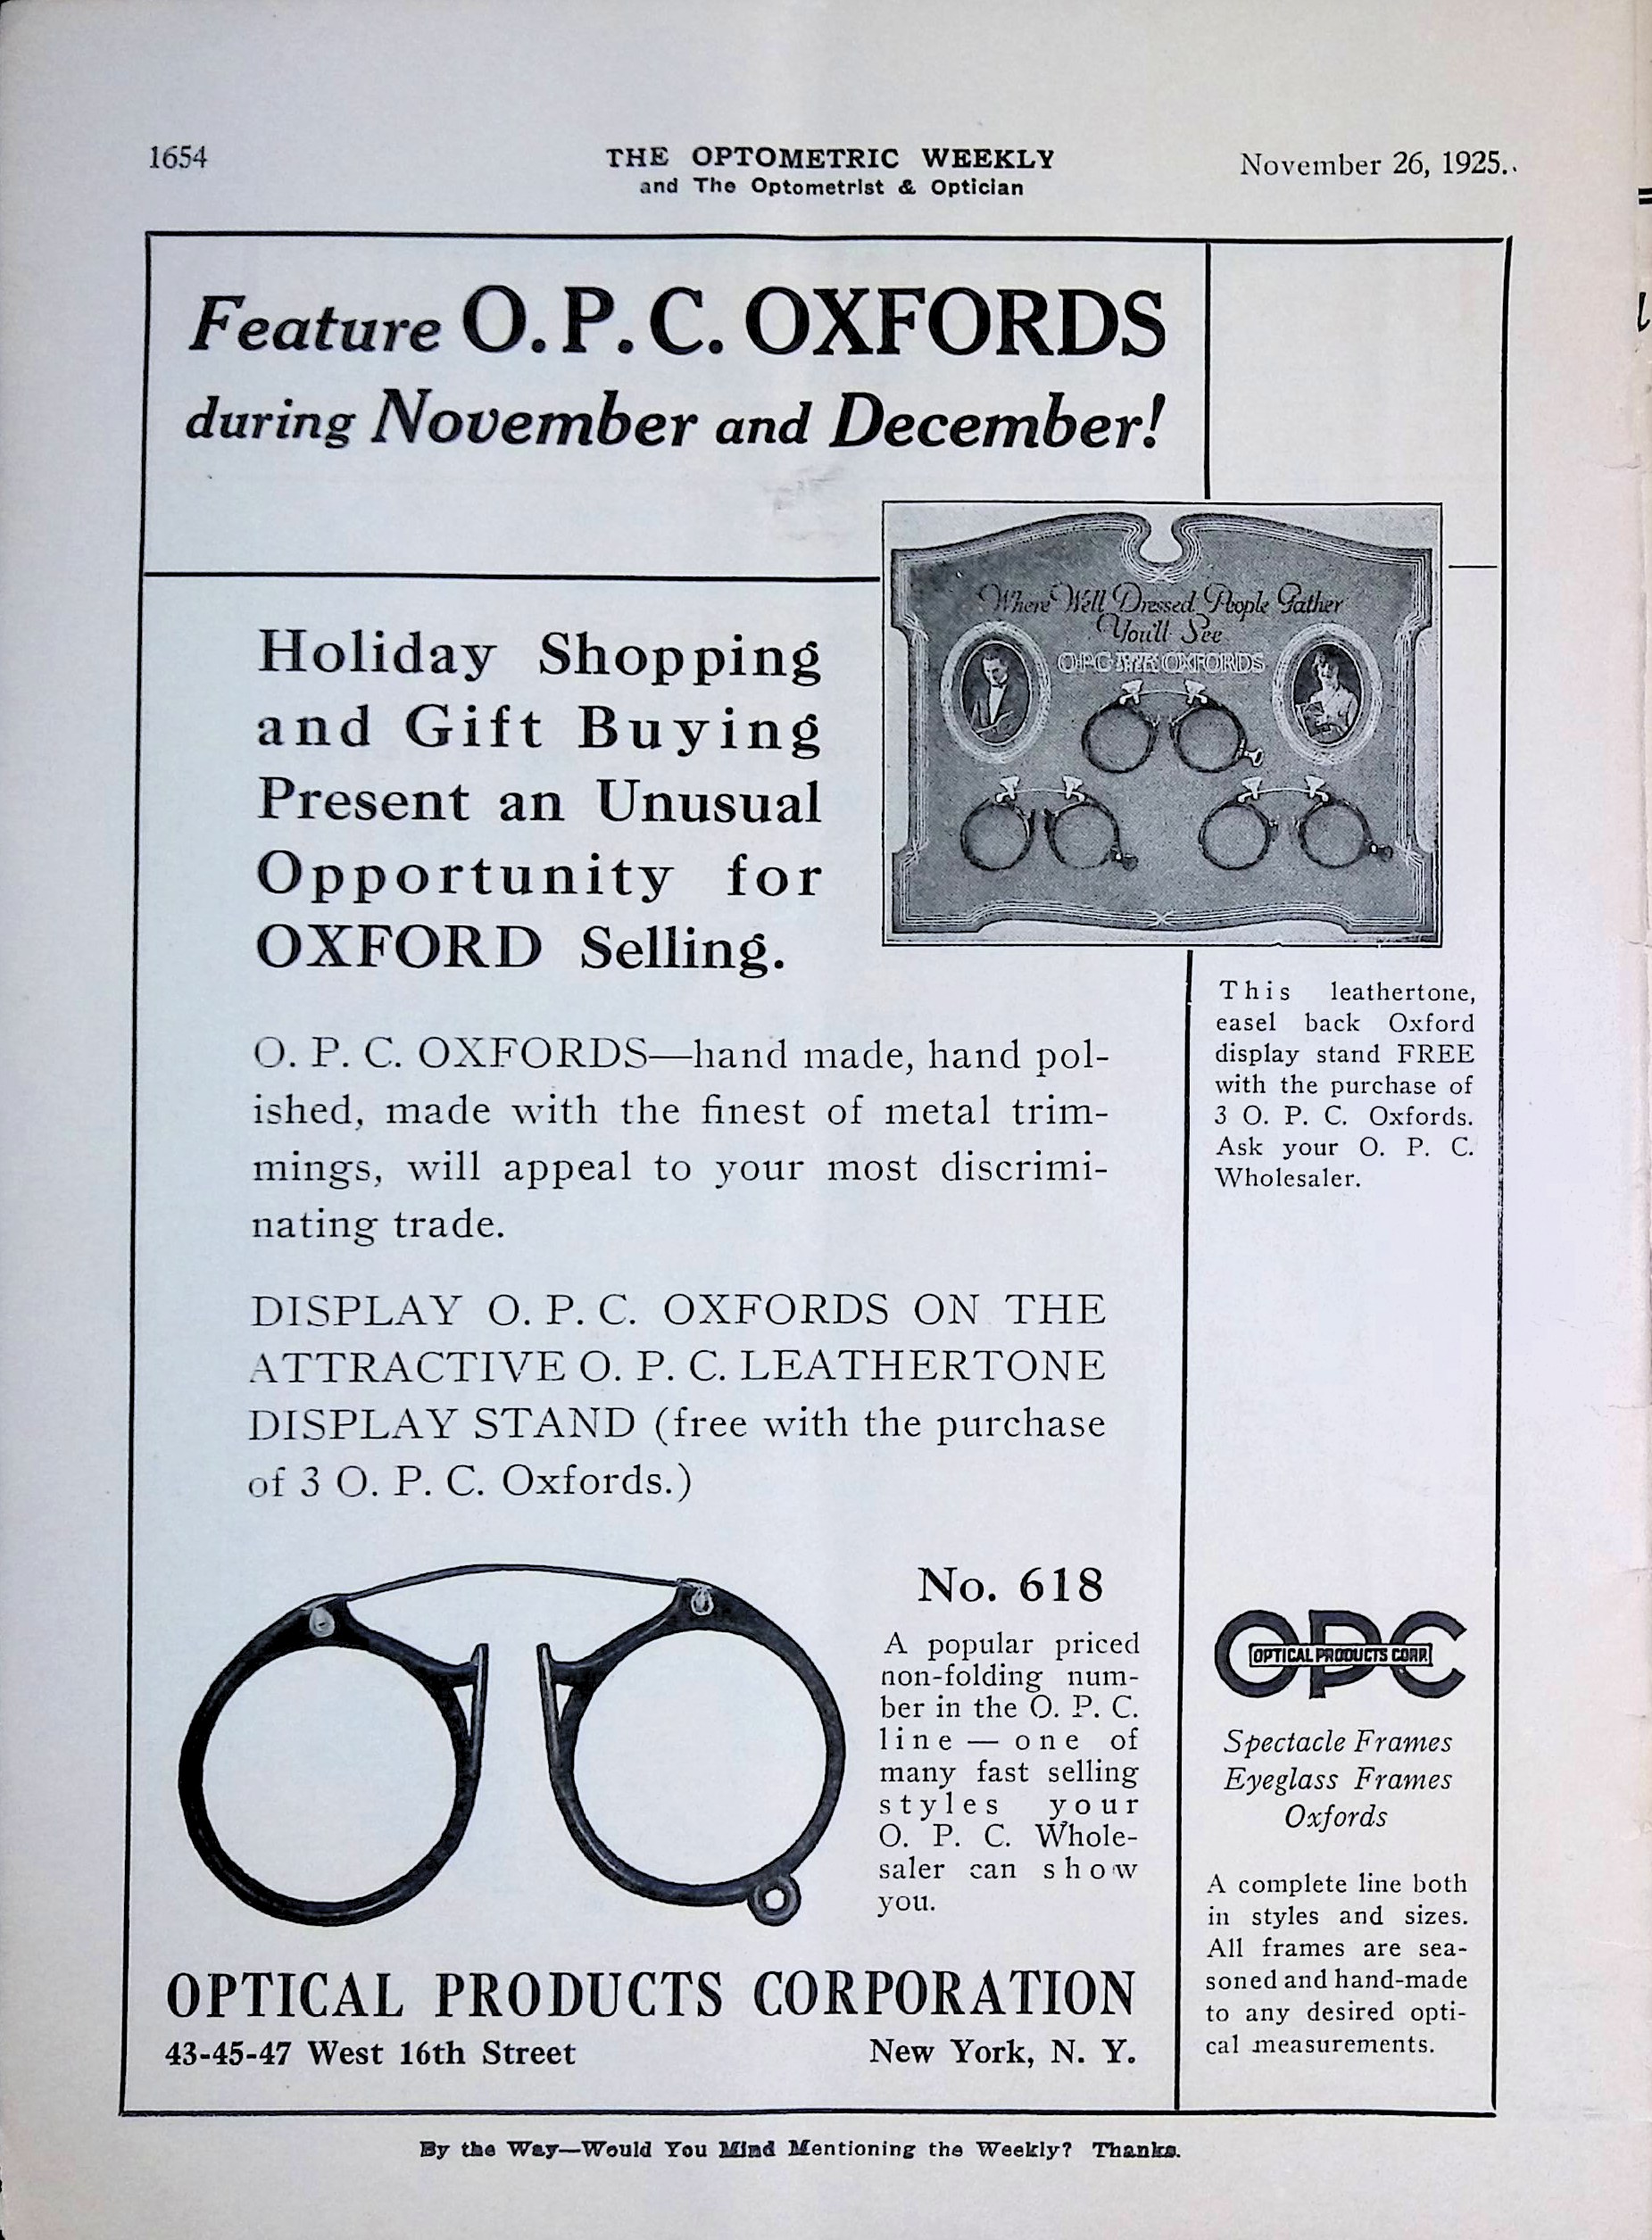 1654
THE OPTOMETRIC WEEKLY
and The Optometrist & Optician
November 26, 1925.
Feature O. P. C. OXFORDS
during November and December!
Where Well Dressed People Gather
You'll See
OPC OXFORDS
Holiday Shopping
and Gift Buying
Present an Unusual
Opportunity for
OXFORD Selling.
This leathertone,
easel back Oxford
display stand FREE
with the purchase of
3 O. P. C. Oxfords.
Ask your O. P. C.
Wholesaler.
O. P. C. OXFORDS—hand made, hand pol-
ished, made with the finest of metal trim-
mings, will appeal to your most discrimi-
nating trade.
DISPLAY O. P. C. OXFORDS ON THE
ATTRACTIVE O. P. C. LEATHERTONE
DISPLAY STAND (free with the purchase
of 3 O. P. C. Oxfords.)
No. 618
A popular priced
non-folding num-
ber in the O. P. C.
line — one of
many fast selling
styles your
O. P. C. Whole-
saler can show
you.
OPC
OPTICAL PRODUCTS CORP.
Spectacle Frames
Eyeglass Frames
Oxfords
A complete line both
in styles and sizes.
All frames are sea-
soned and hand-made
to any desired opti-
cal measurements.
OPTICAL PRODUCTS CORPORATION
43-45-47 West 16th Street
New York, N. Y.
By the Way—Would You Mind Mentioning the Weekly? Thanks.